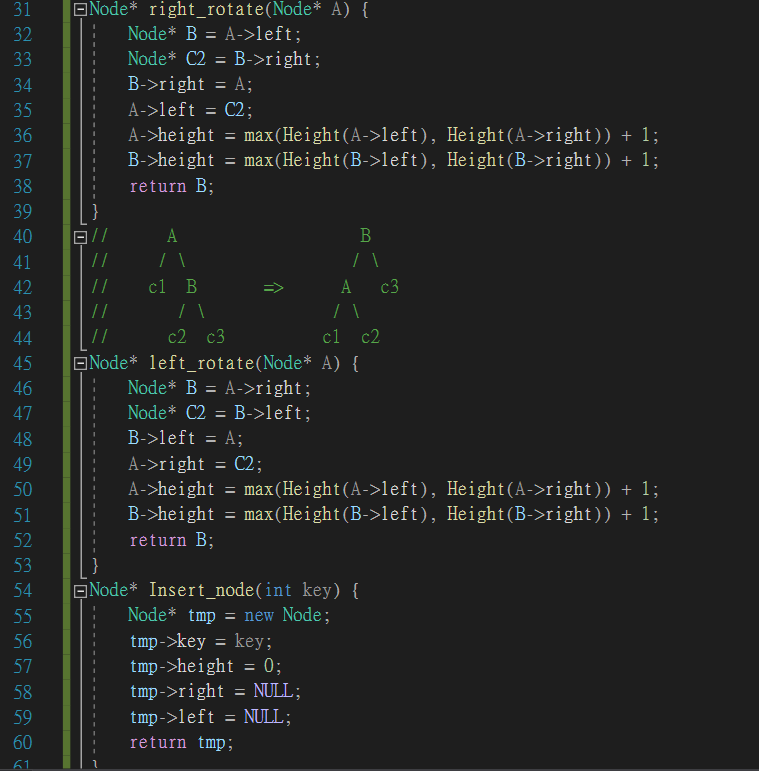 31 Node* right_rotate(Node* A) {
32     Node* B = A->left;
33     Node* C2 = B->right;
34     B->right = A;
35     A->left = C2;
36     A->height = max(Height(A->left), Height(A->right)) + 1;
37     B->height = max(Height(B->left), Height(B->right)) + 1;
38     return B;
39 }
40 //      A                   B
41 //     / \                 / \
42 //    c1  B       =>      A   c3
43 //       / \             / \
44 //      c2  c3          c1  c2
45 Node* left_rotate(Node* A) {
46     Node* B = A->right;
47     Node* C2 = B->left;
48     B->left = A;
49     A->right = C2;
50     A->height = max(Height(A->left), Height(A->right)) + 1;
51     B->height = max(Height(B->left), Height(B->right)) + 1;
52     return B;
53 }
54 Node* Insert_node(int key) {
55     Node* tmp = new Node;
56     tmp->key = key;
57     tmp->height = 0;
58     tmp->right = NULL;
59     tmp->left = NULL;
60     return tmp;
61 }